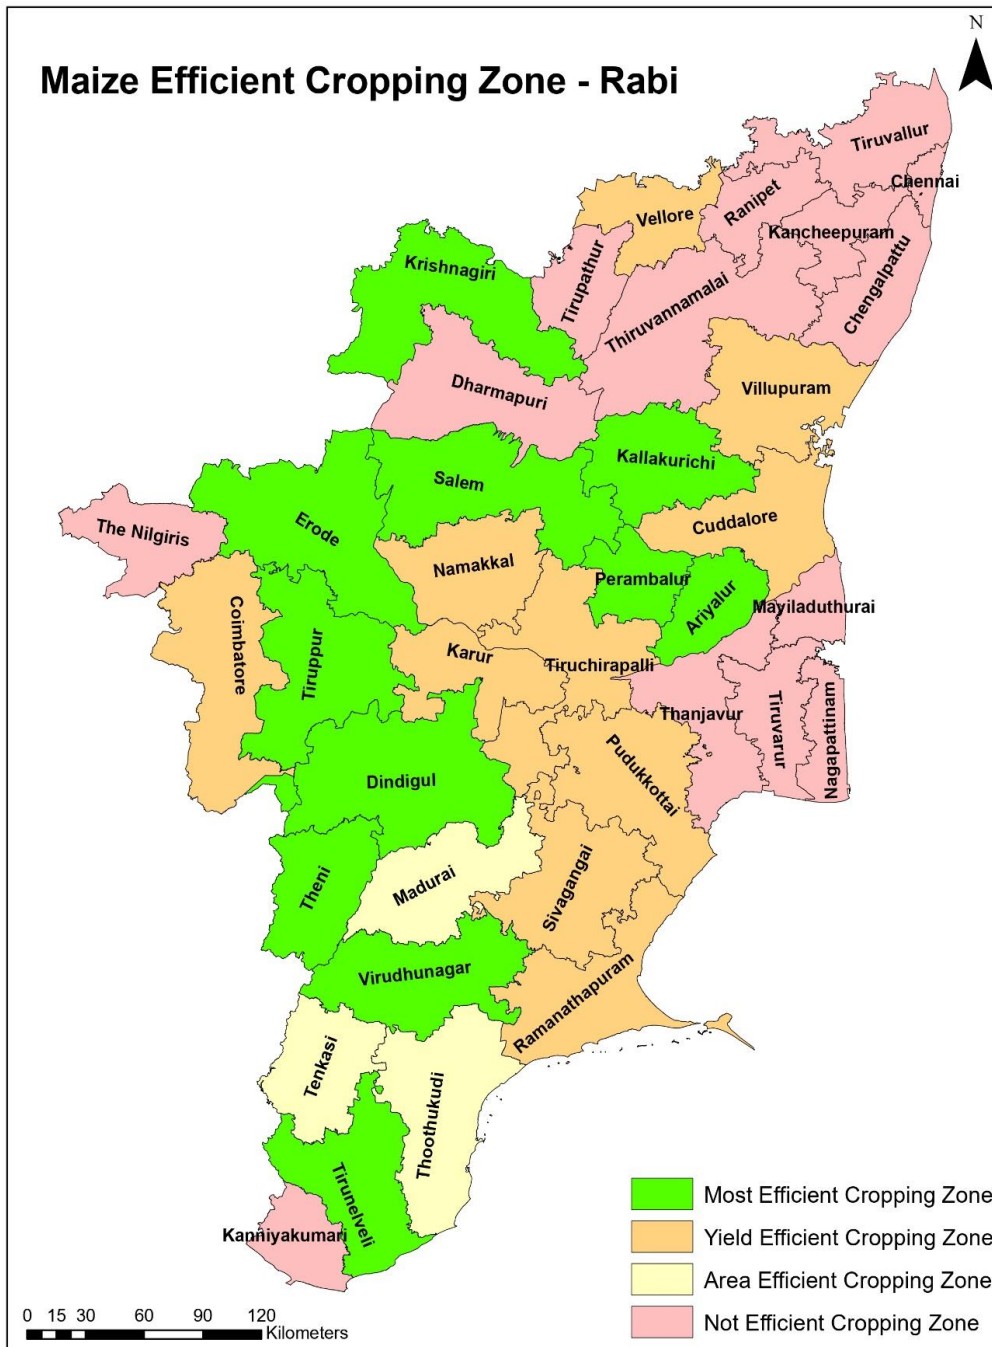 N
Maize Efficient Cropping Zone - Rabi
Tiruvallur
Chennai
Ranipet
Vellore
Kancheepuram
Krishnagiri
Tirupathur
Chengalpattu
Thiruvannamalai
Dharmapuri
Villupuram
Kallakurichi
Salem
Cuddalore
The Nilgiris
Erode
Namakkal
Perambalur
Ariyalur
Mayiladuthurai
Coimbatore
Tiruppur
Karur
Tiruchirapalli
Thanjavur
Tiruvarur
Nagapattinam
Pudukkottai
Dindigul
Theni
Madurai
Sivagangai
Virudhunagar
Ramanathapuram
Tenkasi
Thoothukudi
Tirunelveli
Kanniyakumari
Most Efficient Cropping Zone
Yield Efficient Cropping Zone
Area Efficient Cropping Zone
Not Efficient Cropping Zone
0 15 30 60 90 120
Kilometers